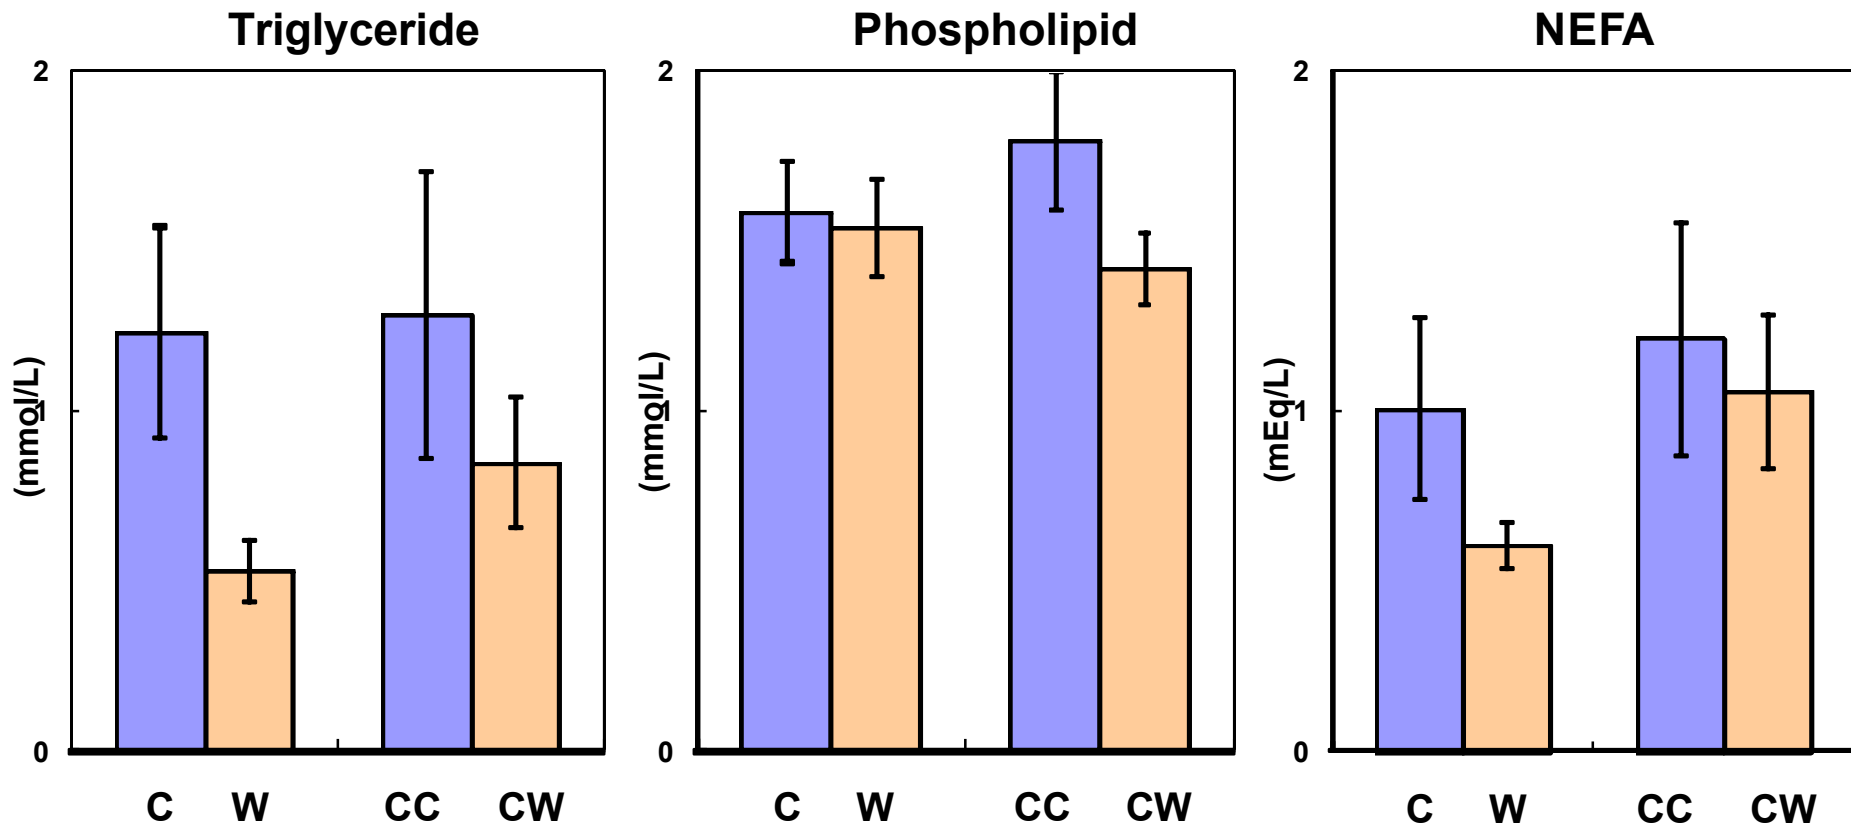 Triglyceride
2
1
0
(mmol/L)
C W CC CW
Phospholipid
2
1
0
(mmol/L)
C W CC CW
NEFA
2
1
0
(mEq/L)
C W CC CW